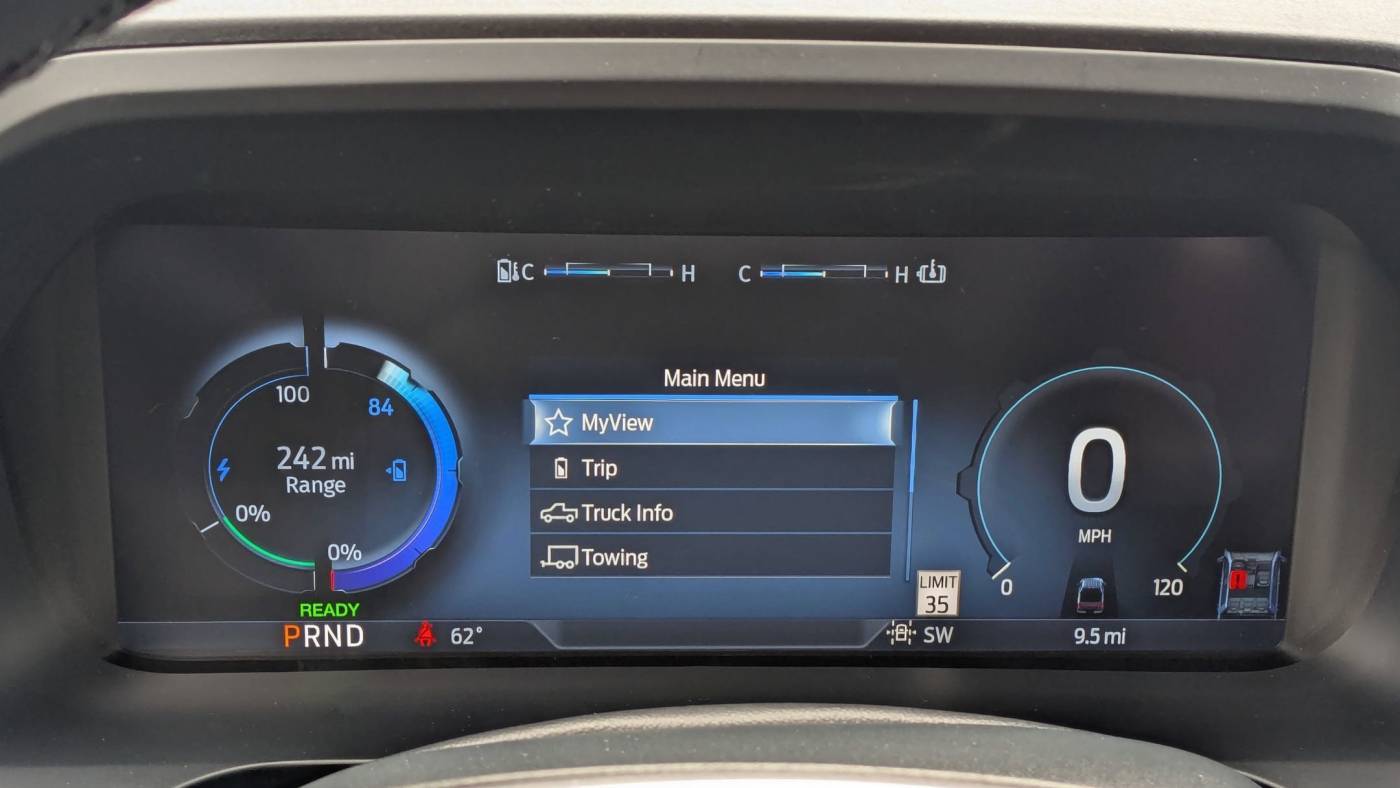 C H C H
100
84
242 mi
Range
0%
0%
READY
PRND
62°
Main Menu
MyView
Trip
Truck Info
Towing
LIMIT
35
SW
0
MPH
0
120
9.5 mi